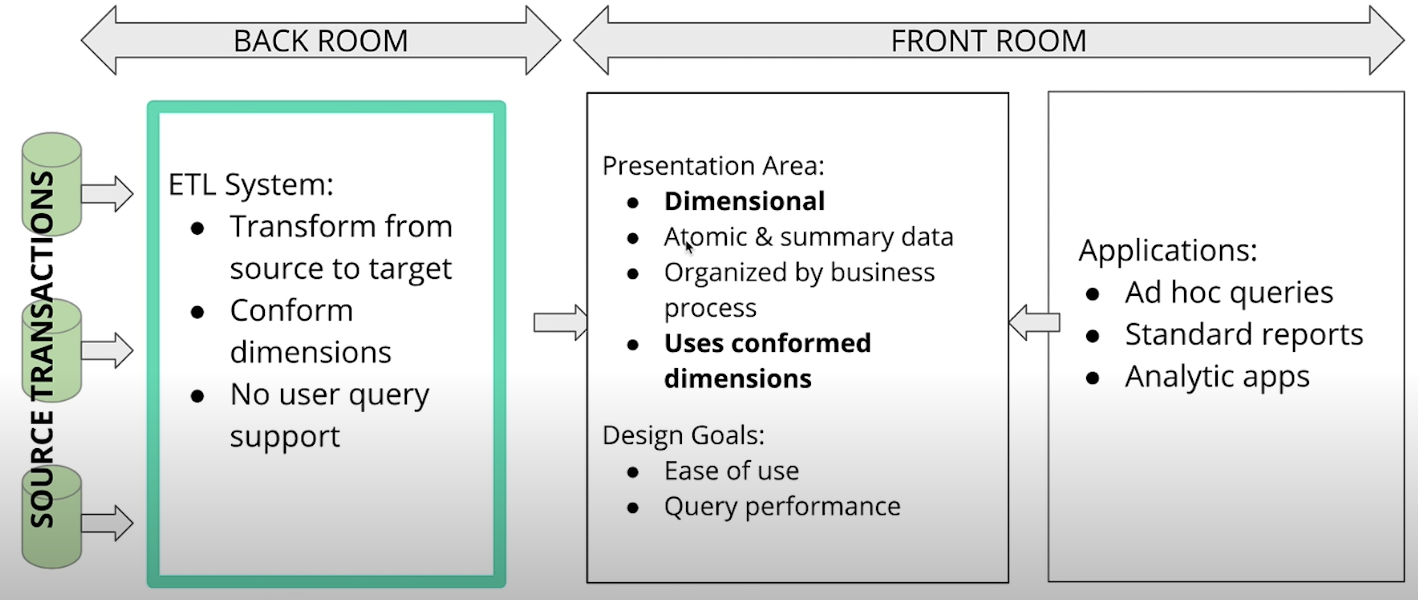 BACK ROOM
FRONT ROOM
SOURCE TRANSACTIONS
ETL System:
● Transform from
source to target
● Conform
dimensions
● No user query
support
Presentation Area:
● Dimensional
● Atomic & summary data
● Organized by business
process
● Uses conformed
dimensions
Design Goals:
● Ease of use
● Query performance
Applications:
● Ad hoc queries
● Standard reports
● Analytic apps